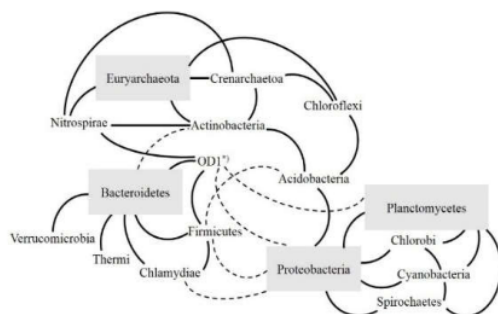 Euryarchaeota
Crenarchaetoa
Chloroflexi
Nitrospirae
Actinobacteria
OD1*)
Acidobacteria
Bacteroidetes
Planctomycetes
Verrucomicrobia
Firmicutes
Chlorobi
Thermi
Chlamydiae
Proteobacteria
Cyanobacteria
Spirochaetes